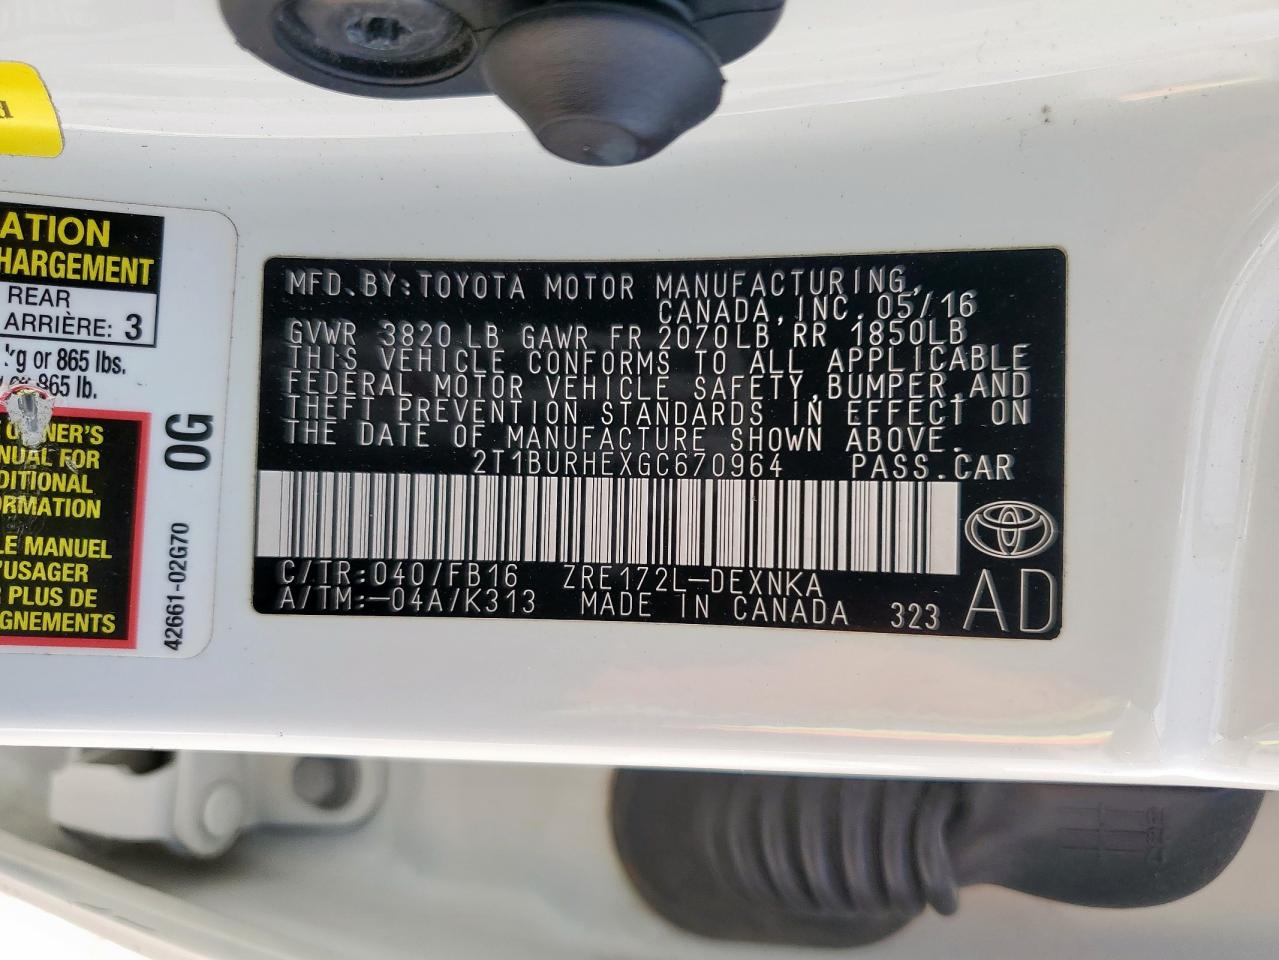 ATION
HARGEMENT
REAR
ARRIÈRE: 3
kg or 865 lbs.
865 lb.
OWNER'S
NUAL FOR
DITIONAL
ORMATION
LE MANUEL
'USAGER
R PLUS DE
IGNEMENTS
0G
42661-02G70
MFD.BY:TOYOTA MOTOR MANUFACTURING,
CANADA,INC.05/16
GVWR 3820LB GAWR FR 2070LB RR 1850LB
THIS VEHICLE CONFORMS TO ALL APPLICABLE
FEDERAL MOTOR VEHICLE SAFETY,BUMPER,AND
THEFT PREVENTION STANDARDS IN EFFECT ON
THE DATE OF MANUFACTURE SHOWN ABOVE.
2T1BURHEXGC670964 PASS.CAR
C/TR:040/FB16 ZRE172L-DEXNKA
A/TM:-04A/K313 MADE IN CANADA 323
AD